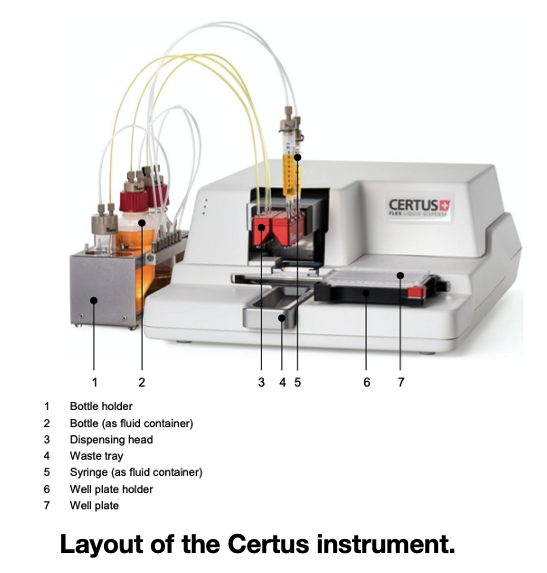 CERTUS
FLEX LIQUID DISPENSER
1 2 3 4 5 6 7
1 Bottle holder
2 Bottle (as fluid container)
3 Dispensing head
4 Waste tray
5 Syringe (as fluid container)
6 Well plate holder
7 Well plate
Layout of the Certus instrument.